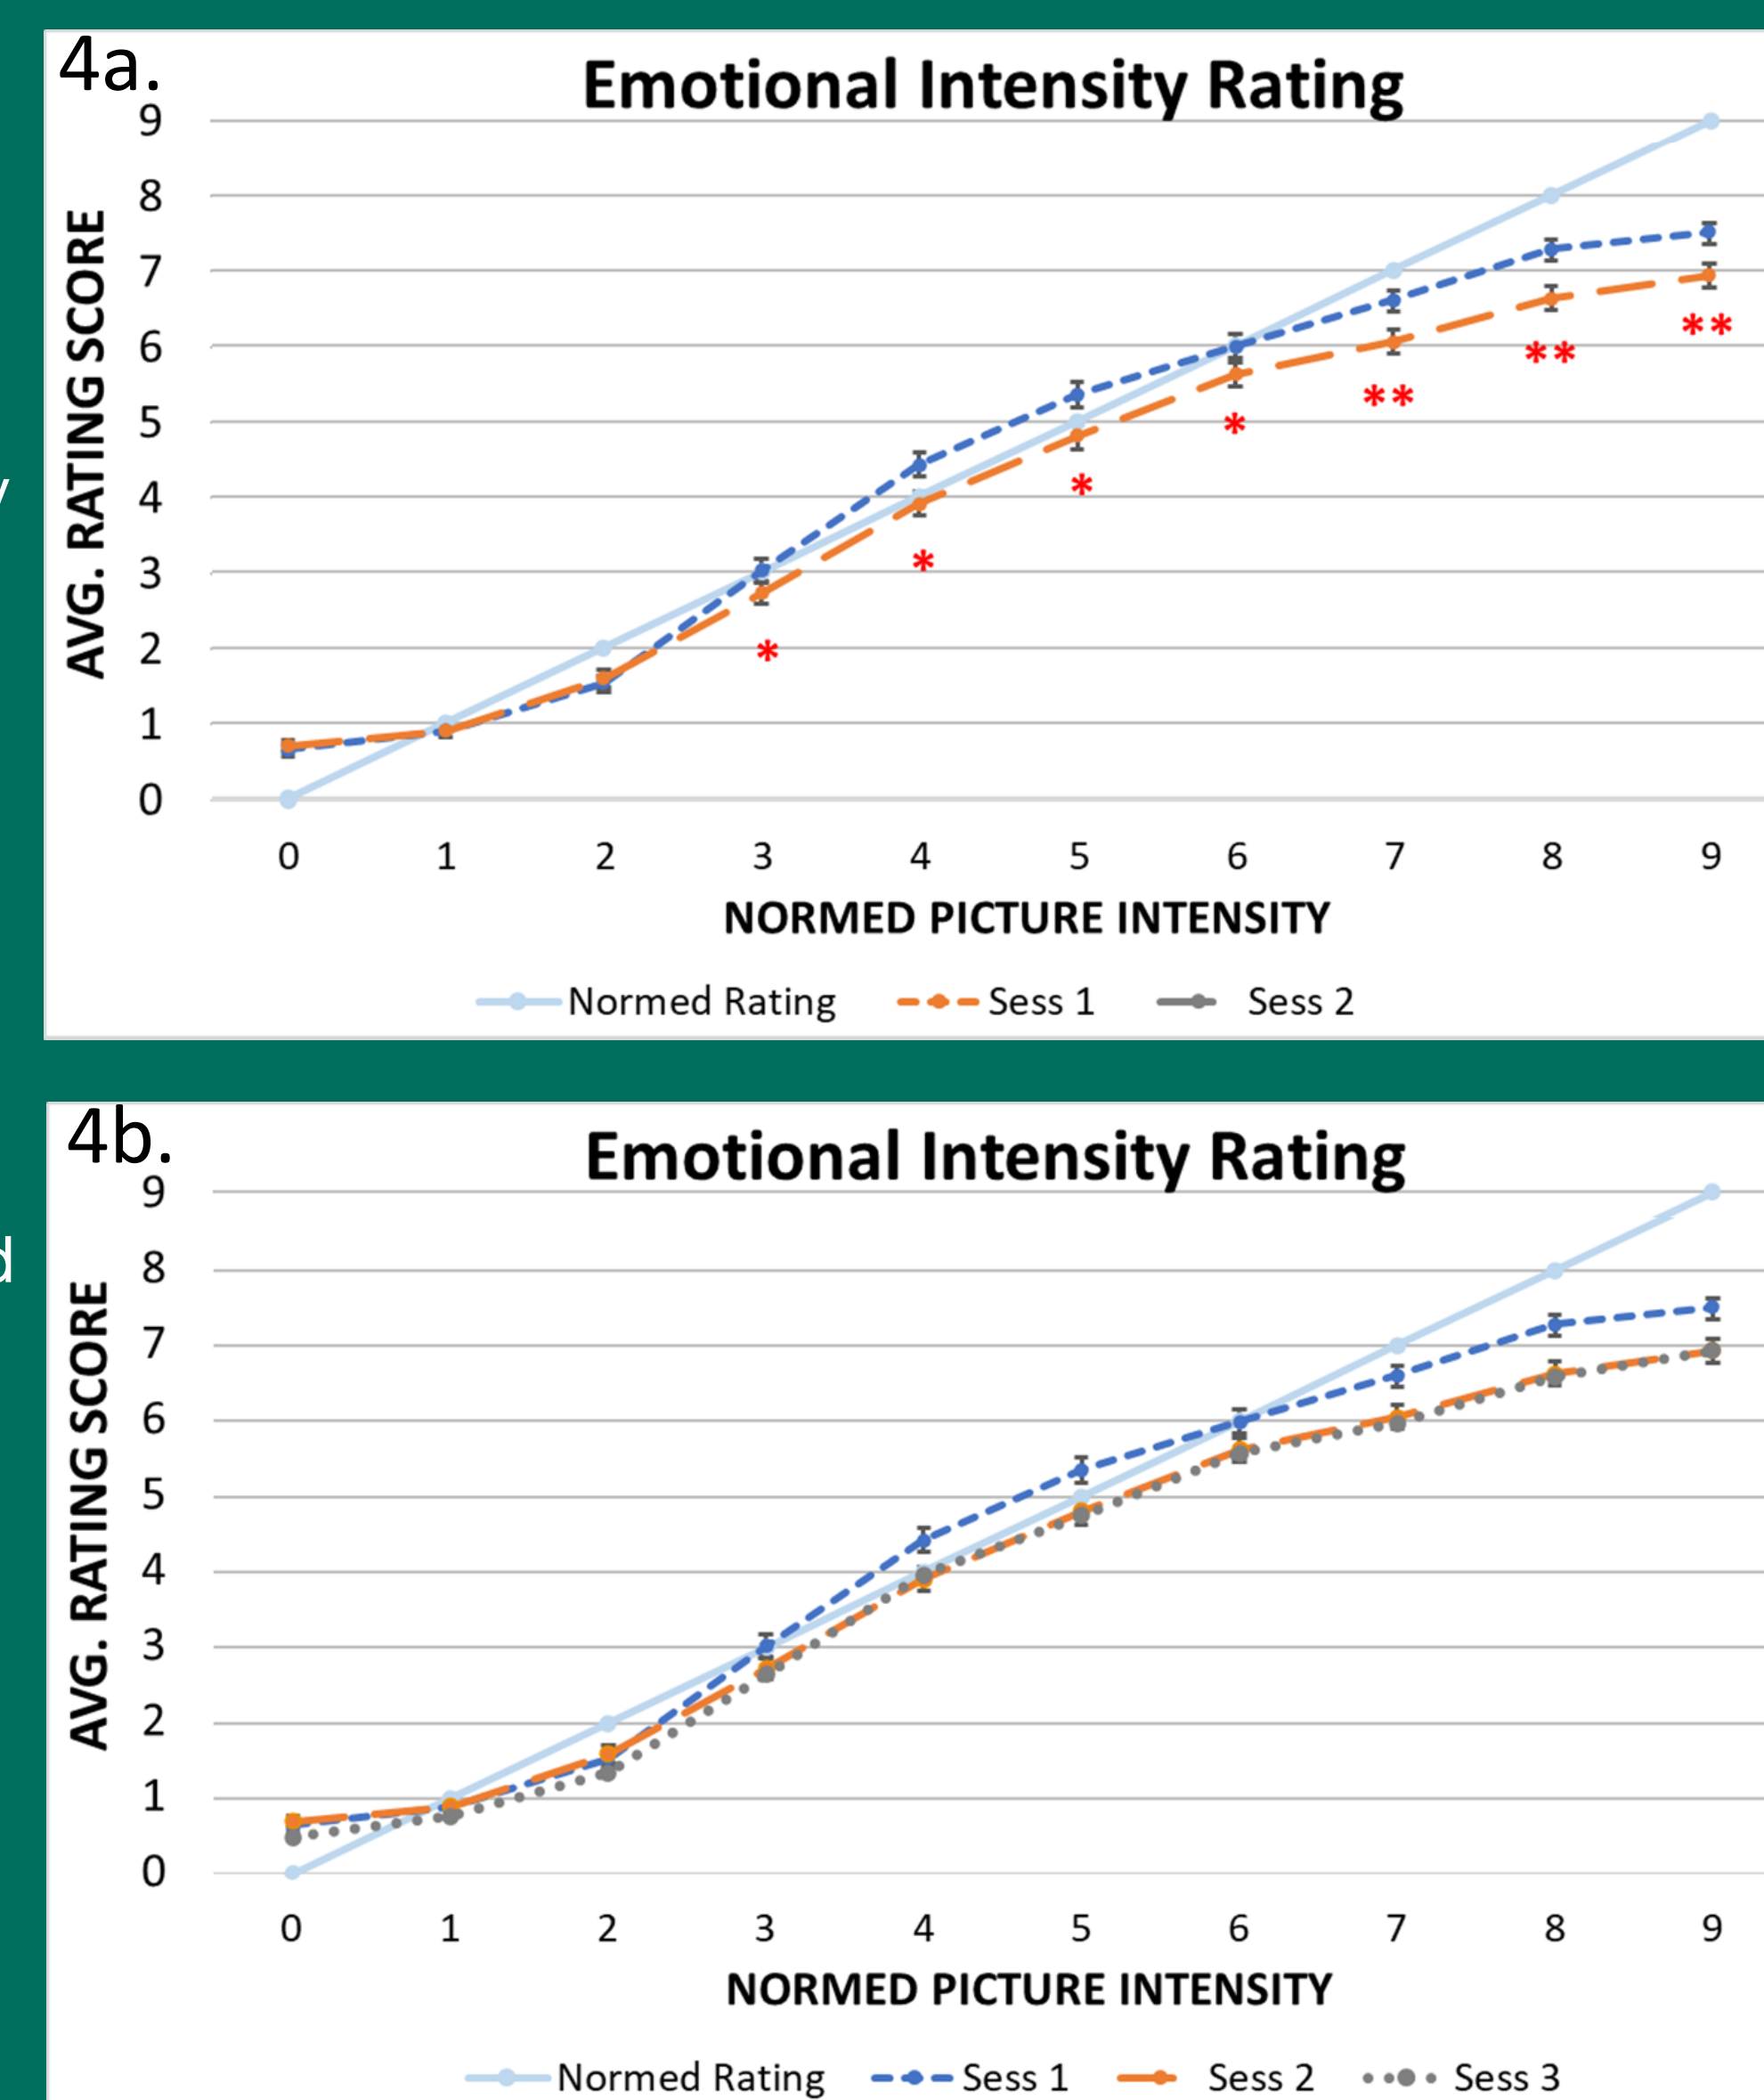 4a.
Emotional Intensity Rating
AVG. RATING SCORE
9
8
7
6
5
4
3
2
1
0
**
**
**
*
*
*
*
0 1 2 3 4 5 6 7 8 9
NORMED PICTURE INTENSITY
Normed Rating Sess 1 Sess 2
y
4b.
Emotional Intensity Rating
d
AVG. RATING SCORE
9
8
7
6
5
4
3
2
1
0
0 1 2 3 4 5 6 7 8 9
NORMED PICTURE INTENSITY
Normed Rating Sess 1 Sess 2 Sess 3